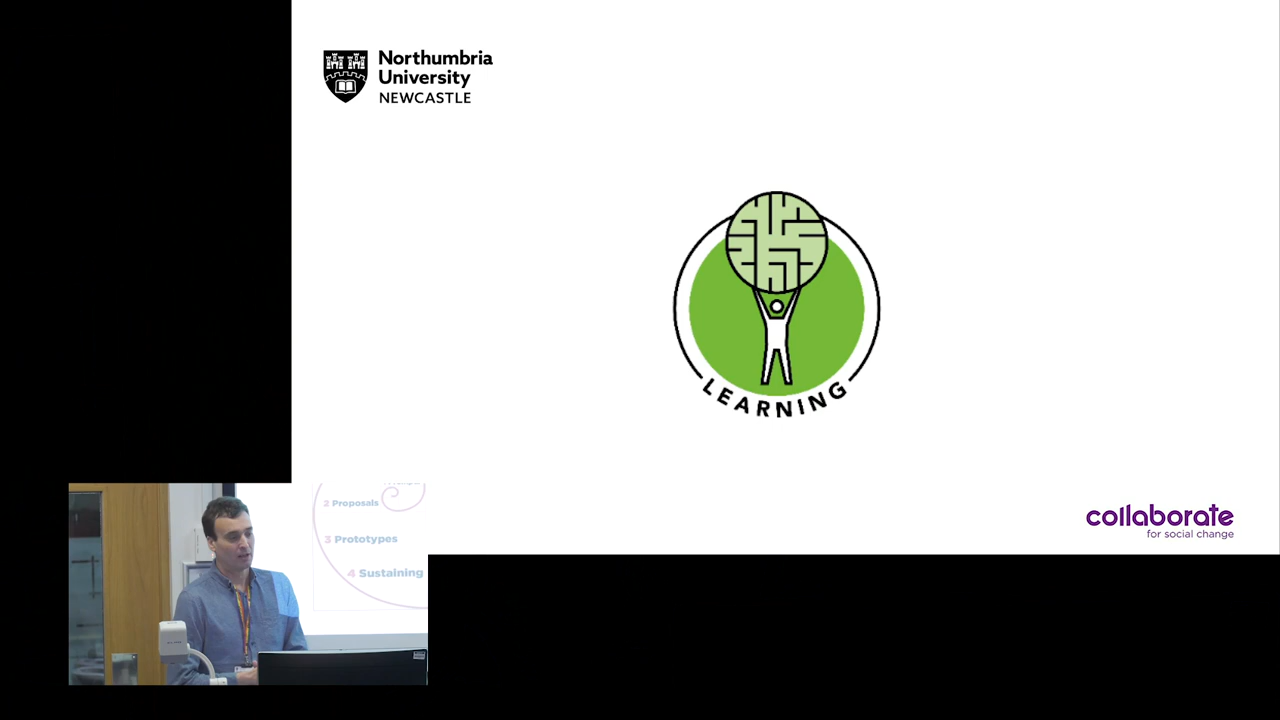 Northumbria
University
NEWCASTLE
LEARNING
collaborate
for social change
2 Proposals
3 Prototypes
4 Sustaining